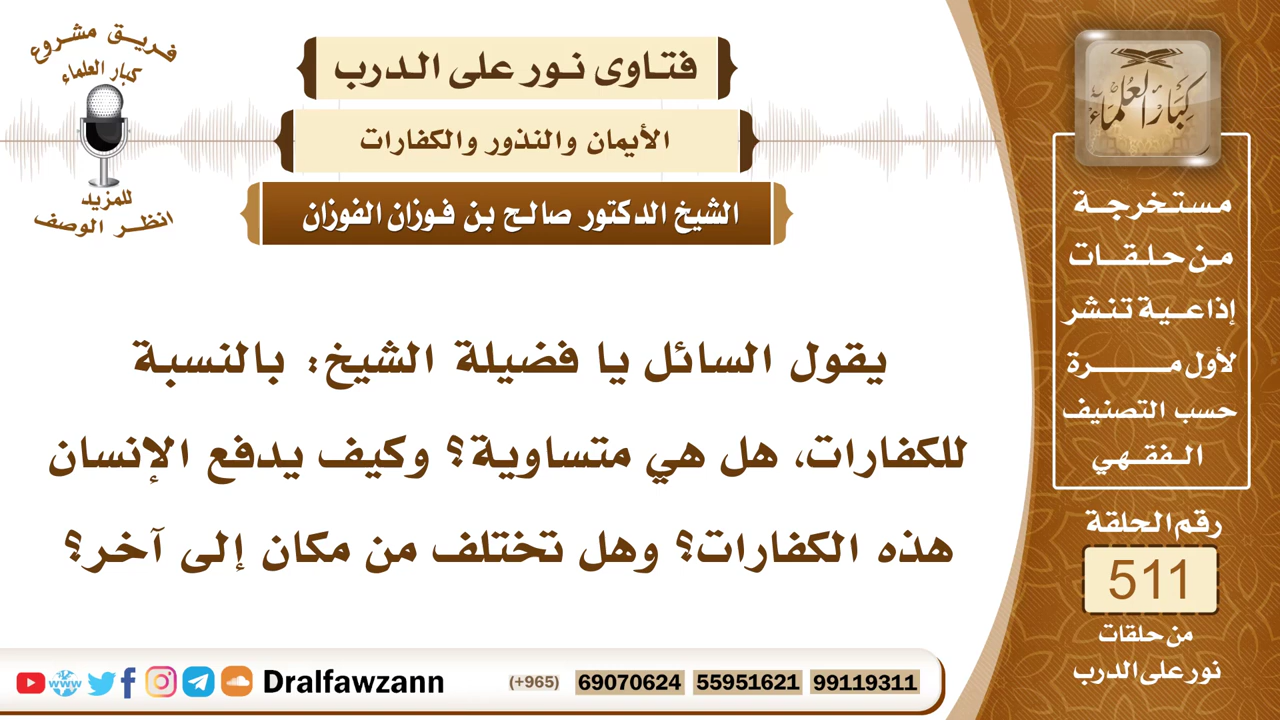 فريق مشروع
كبار العلماء
للمزيد
انظر الوصف
فتاوى نور على الدرب
الأيمان والنذور والكفارات
الشيخ الدكتور صالح بن فوزان الفوزان
يقول السائل يا فضيلة الشيخ: بالنسبة
للكفارات، هل هي متساوية؟ وكيف يدفع الإنسان
هذه الكفارات؟ وهل تختلف من مكان إلى آخر؟
كبار العلماء
مستخرجة
من حلقات
إذاعية تنشر
لأول مرة
حسب التصنيف
الفقهي
رقم الحلقة
511
من حلقات
نور على الدرب
www
Dralfawzann
(+965) 69070624 55951621 99119311